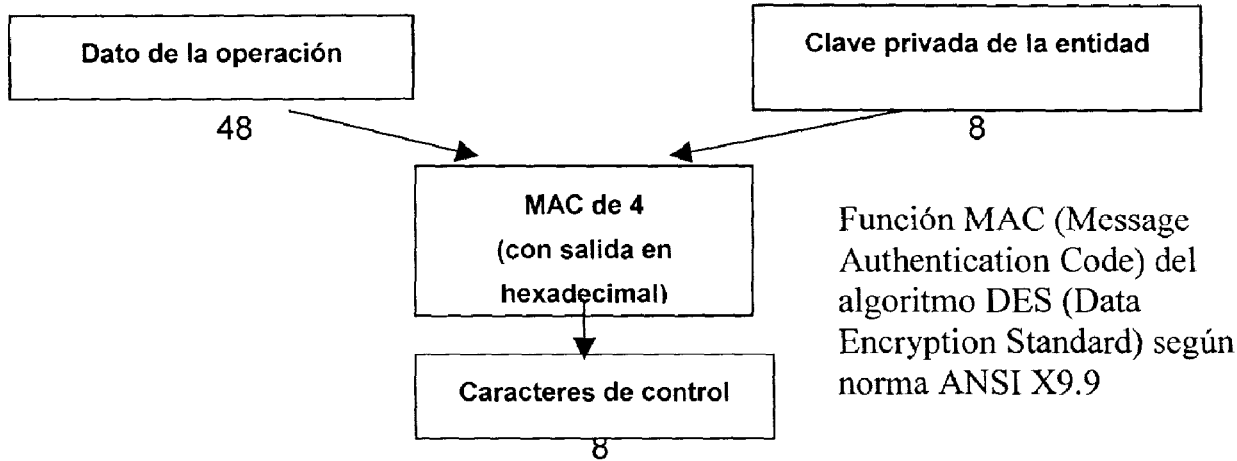 Dato de la operación
Clave privada de la entidad
48
8
MAC de 4
(con salida en
hexadecimal)
Función MAC (Message
Authentication Code) del
algoritmo DES (Data
Encryption Standard) según
norma ANSI X9.9
Caracteres de control
8